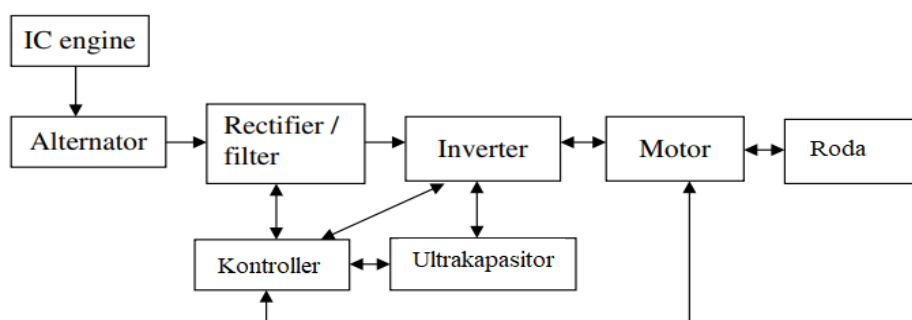 IC engine
Alternator
Rectifier /
filter
Inverter
Motor
Roda
Kontroller
Ultrakapasitor